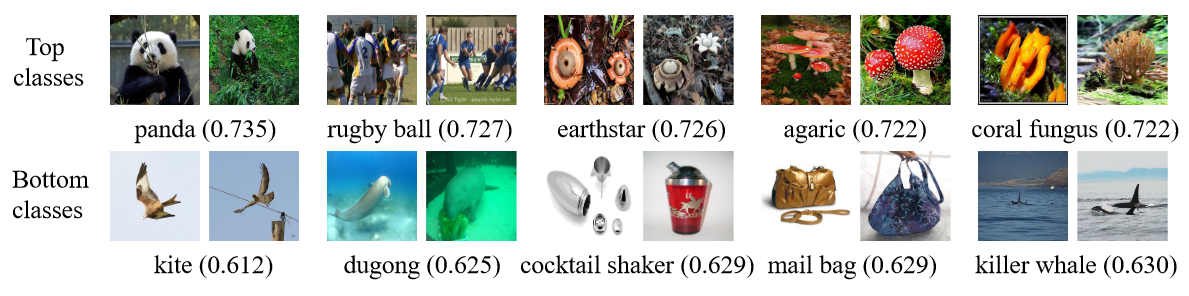 Top
classes
panda (0.735)
rugby ball (0.727)
earthstar (0.726)
agaric (0.722)
coral fungus (0.722)
Bottom
classes
kite (0.612)
dugong (0.625)
cocktail shaker (0.629)
mail bag (0.629)
killer whale (0.630)